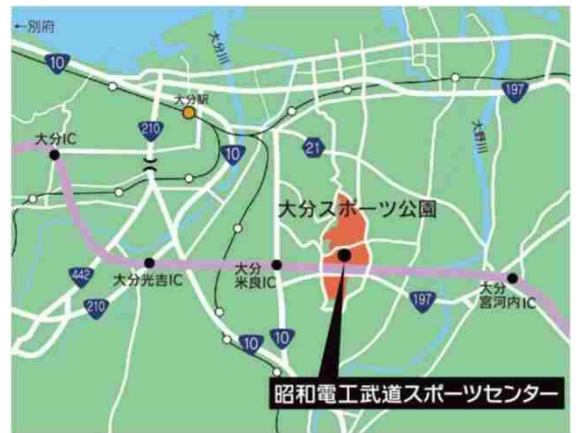 ←別府
10
大分川
197
大分駅
210
大分IC
10
21
大野川
大分スポーツ公園
442
大分光吉IC
大分
米良IC
大分
宮河内IC
210
197
10
10
昭和電工武道スポーツセンター